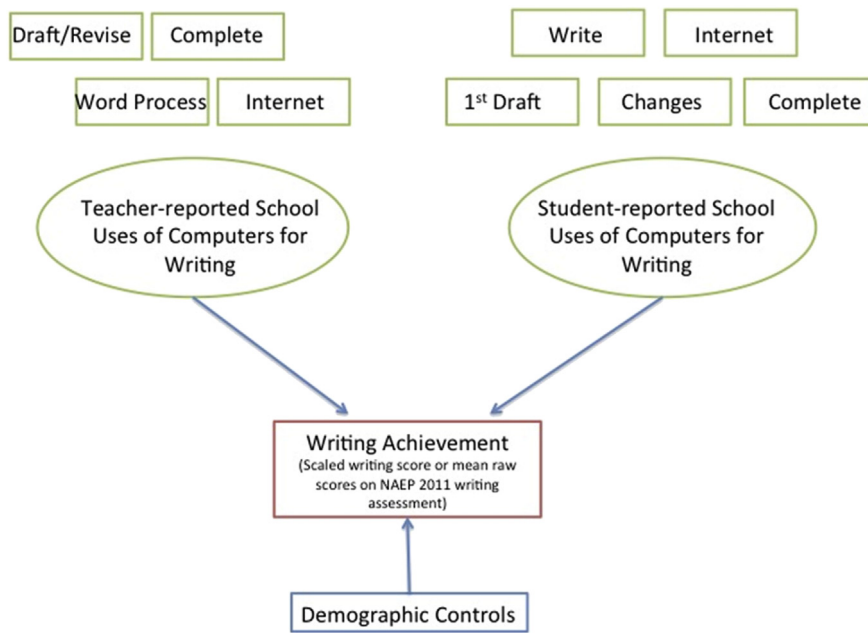 Draft/Revise
Complete
Write
Internet
Word Process
Internet
1st Draft
Changes
Complete
Teacher-reported School
Uses of Computers for
Writing
Student-reported School
Uses of Computers for
Writing
Writing Achievement
(Scaled writing score or mean raw
scores on NAEP 2011 writing
assessment)
Demographic Controls